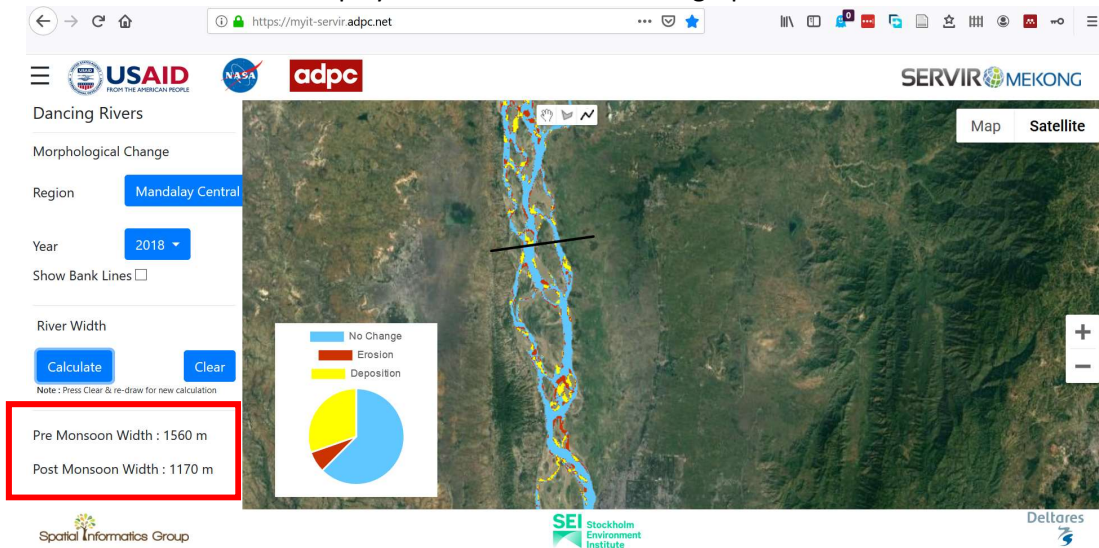 https://myit-servir.adpc.net
0
USAID
FROM THE AMERICAN PEOPLE
NASA
adpc
SERVIR MEKONG
Dancing Rivers
Morphological Change
Region Mandalay Central
Year 2018
Show Bank Lines
River Width
Calculate Clear
Note : Press Clear & re-draw for new calculation
Pre Monsoon Width : 1560 m
Post Monsoon Width : 1170 m
Map Satellite
No Change
Erosion
Deposition
+
−
Spatial Informatics Group
SEI Stockholm
Environment
Institute
Deltares